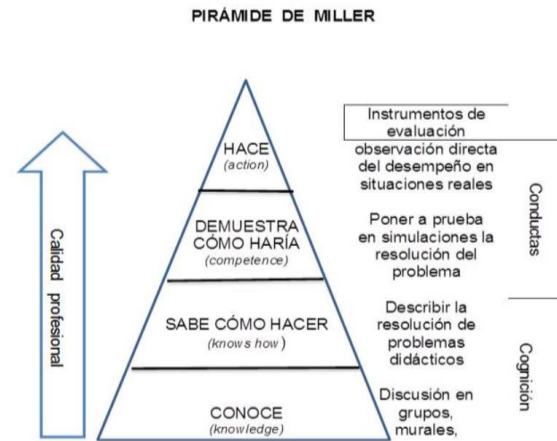 PIRÁMIDE DE MILLER
Instrumentos de
evaluación
HACE
(action)
observación directa
del desempeño en
situaciones reales
DEMUESTRA
CÓMO HARÍA
(competence)
Poner a prueba
en simulaciones la
resolución del
problema
Conductas
SABE CÓMO HACER
(knows how)
Describir la
resolución de
problemas
didácticos
CONOCE
(knowledge)
Discusión en
grupos,
murales,
Cognición
Calidad profesional